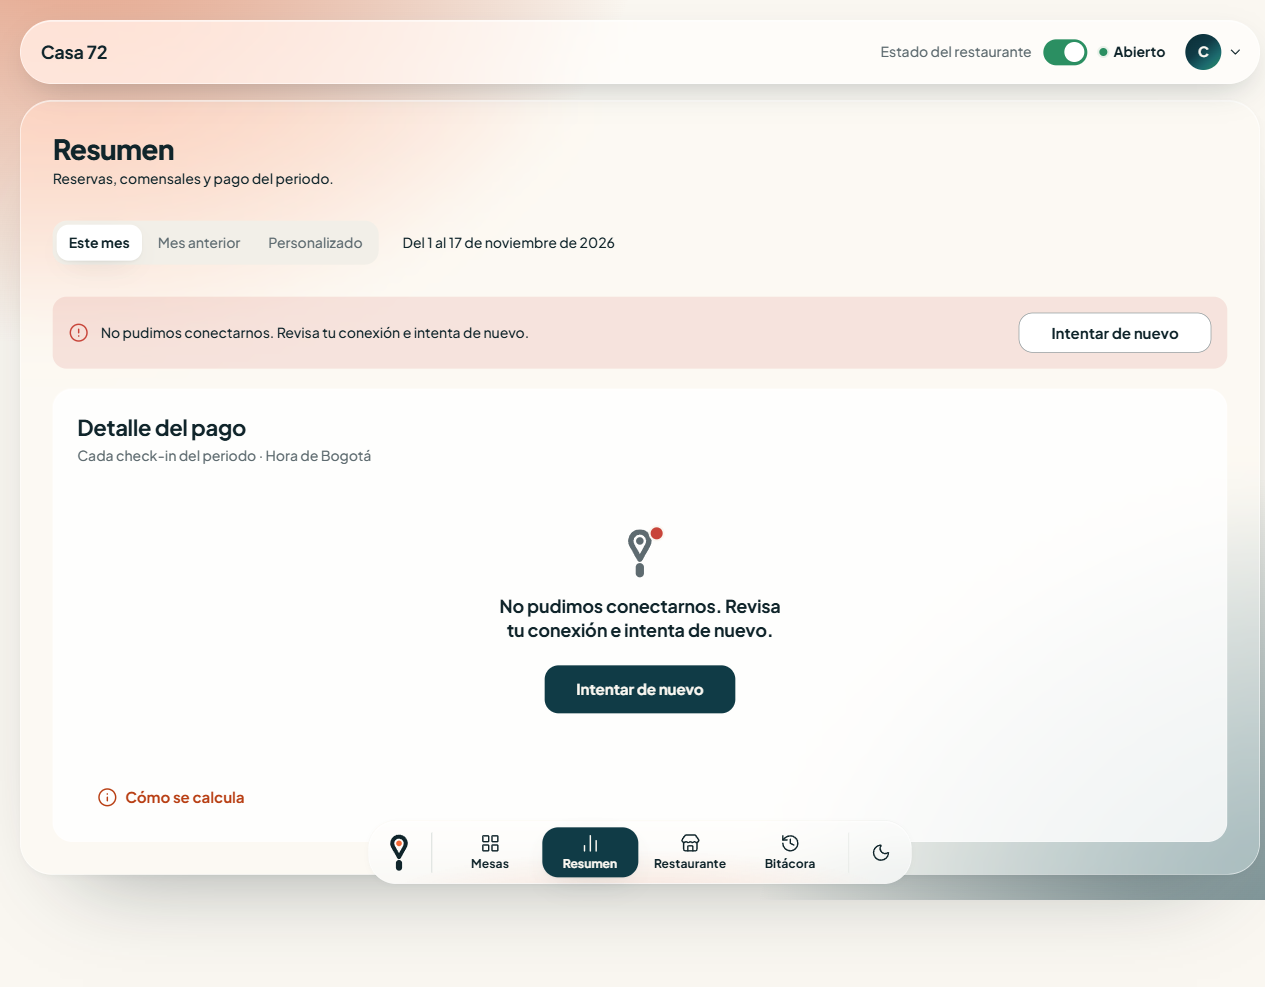 Casa 72
Estado del restaurante
Abierto
C
Resumen
Reservas, comensales y pago del periodo.
Este mes
Mes anterior
Personalizado
Del 1 al 17 de noviembre de 2026
No pudimos conectarnos. Revisa tu conexión e intenta de nuevo.
Intentar de nuevo
Detalle del pago
Cada check-in del periodo · Hora de Bogotá
No pudimos conectarnos. Revisa
tu conexión e intenta de nuevo.
Intentar de nuevo
Cómo se calcula
Mesas
Resumen
Restaurante
Bitácora